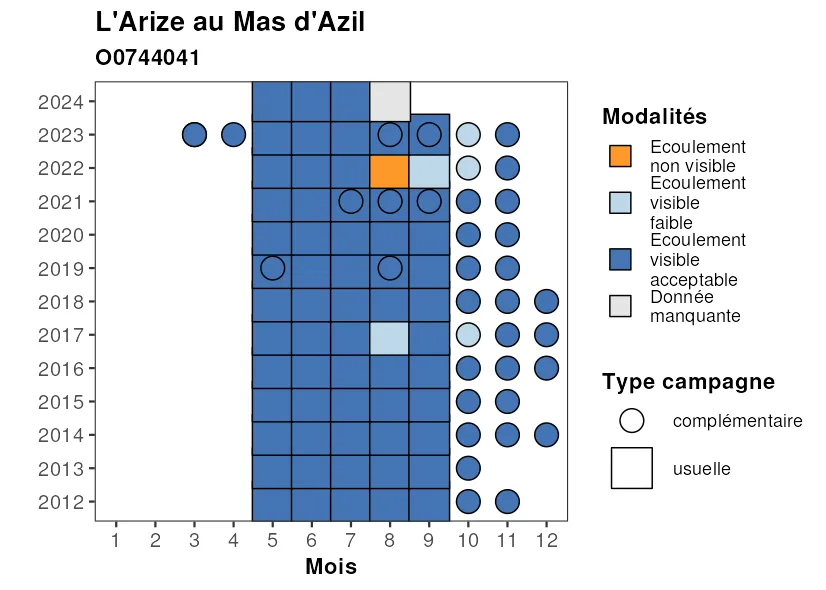 L'Arize au Mas d'Azil
O0744041
2024
2023
2022
2021
2020
2019
2018
2017
2016
2015
2014
2013
2012
1 2 3 4 5 6 7 8 9 10 11 12
Mois
Modalités
Ecoulement
non visible
Ecoulement
visible
faible
Ecoulement
visible
acceptable
Donnée
manquante
Type campagne
complémentaire
usuelle